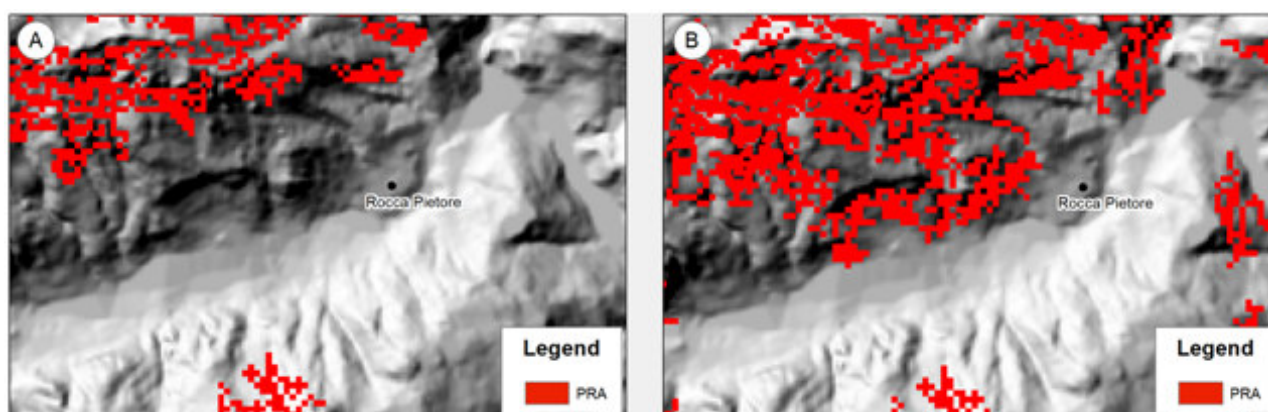 A
Rocca Pietore
Legend
PRA
B
Rocca Pietore
Legend
PRA